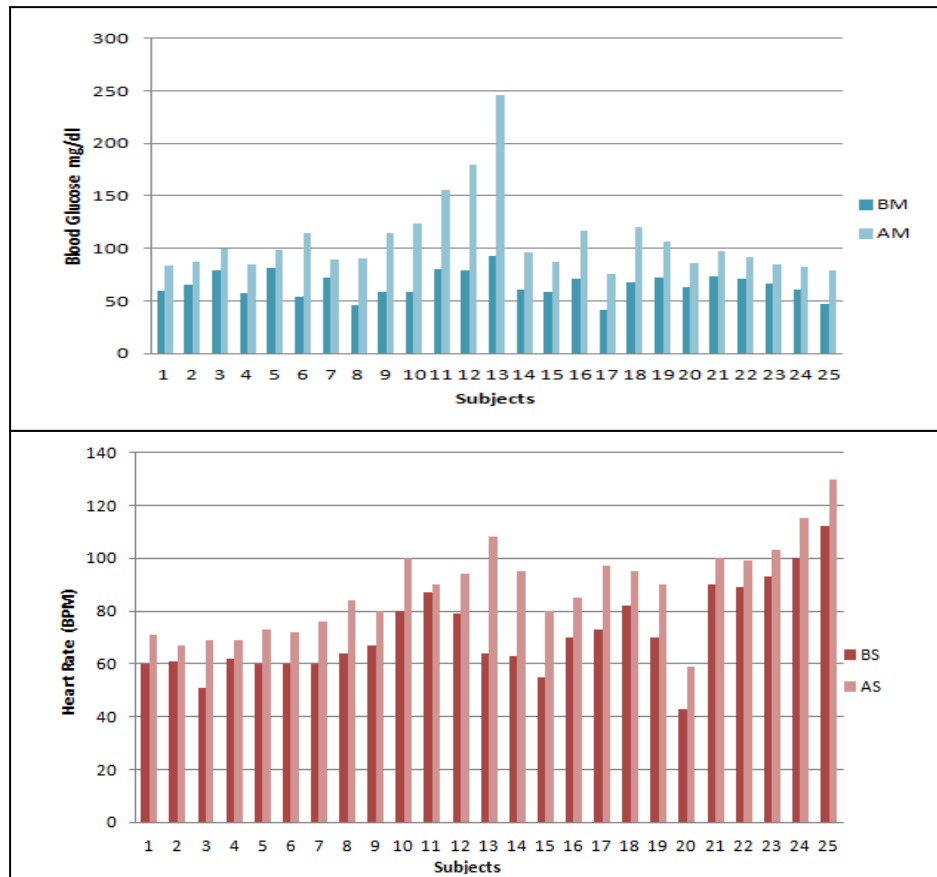 300
250
200
150
100
50
0
Blood Glucose mg/dl
1 2 3 4 5 6 7 8 9 10 11 12 13 14 15 16 17 18 19 20 21 22 23 24 25
Subjects
BM
AM
140
120
100
80
60
40
20
0
Heart Rate (BPM)
1 2 3 4 5 6 7 8 9 10 11 12 13 14 15 16 17 18 19 20 21 22 23 24 25
Subjects
BS
AS